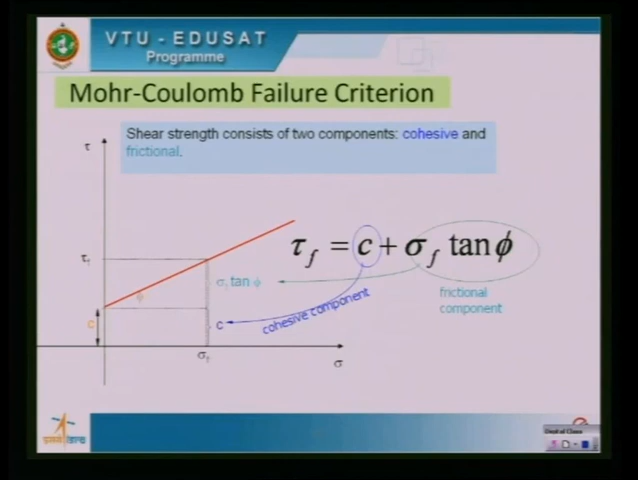 VTU - EDUSAT
Programme
Mohr-Coulomb Failure Criterion
Shear strength consists of two components: cohesive and
frictional.
τ
τf = c + σf tan ϕ
τf
σf tan ϕ
ϕ
frictional
component
cohesive component
c
c
σf
σ